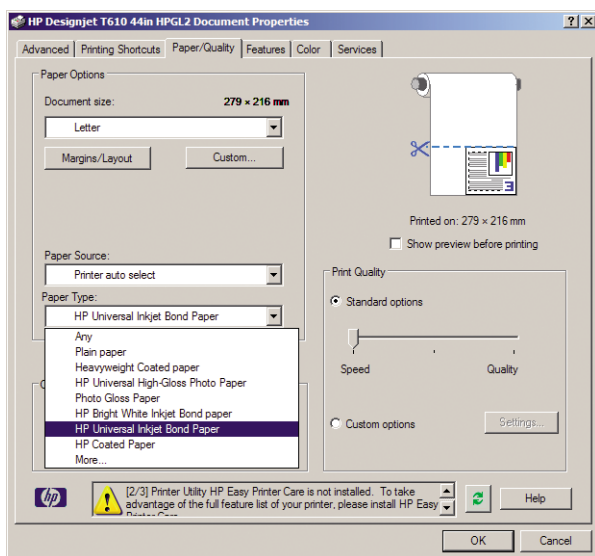 HP Designjet T610 44in HPGL2 Document Properties
Advanced Printing Shortcuts Paper/Quality Features Color Services
Paper Options
Document size: 279 × 216 mm
Letter
Margins/Layout Custom...
3
Printed on: 279 × 216 mm
Show preview before printing
Paper Source:
Printer auto select
Paper Type:
HP Universal Inkjet Bond Paper
Any
Plain paper
Heavyweight Coated paper
HP Universal High-Gloss Photo Paper
Photo Gloss Paper
HP Bright White Inkjet Bond paper
HP Universal Inkjet Bond Paper
HP Coated Paper
More...
Print Quality
Standard options
Speed Quality
Custom options Settings...
hp
[2/3] Printer Utility HP Easy Printer Care is not installed. To take
advantage of the full feature list of your printer, please install HP Easy
Printer Care
Help
OK Cancel